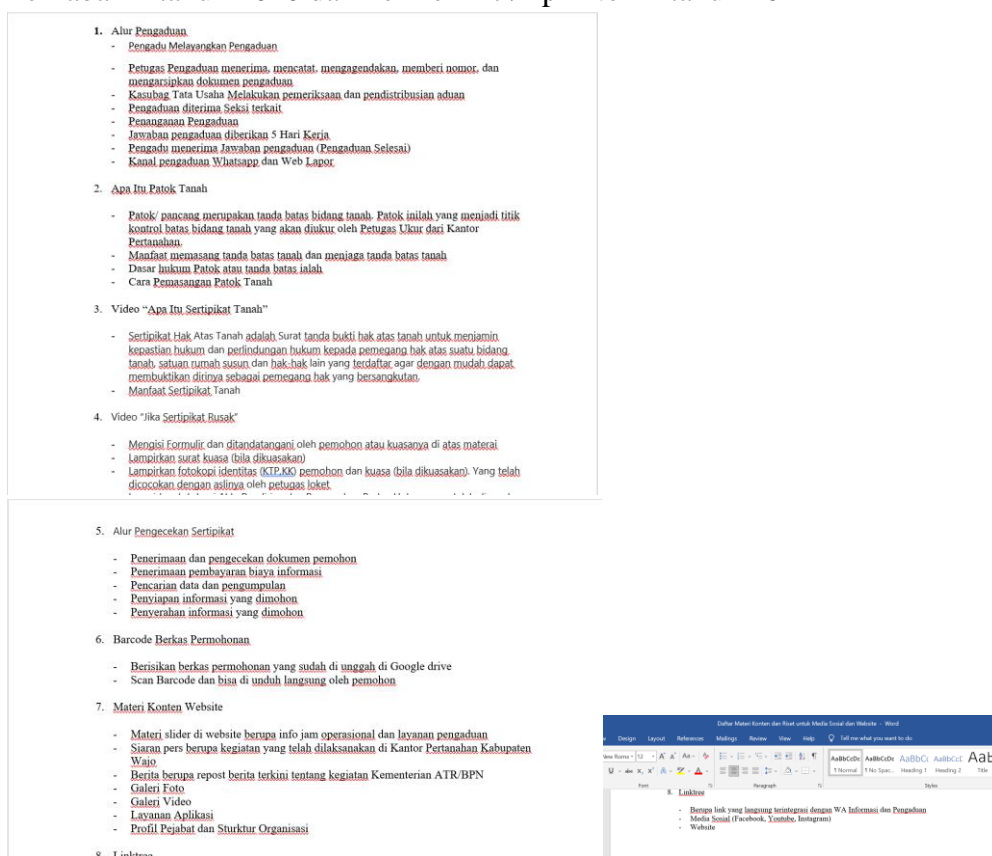 1. Alur Pengaduan
- Pengadu Melayangkan Pengaduan
- Petugas Pengaduan menerima, mencatat, mengagendakan, memberi nomor, dan
mengarsipkan dokumen pengaduan
- Kasubag Tata Usaha Melakukan pemeriksaan dan pendistribusian aduan
- Pengaduan diterima Seksi terkait
- Penanganan Pengaduan
- Jawaban pengaduan diberikan 5 Hari Kerja
- Pengadu menerima Jawaban pengaduan (Pengaduan Selesai)
- Kanal pengaduan Whatsapp dan Web Lapor
2. Apa Itu Patok Tanah
- Patok/ pancang merupakan tanda batas bidang tanah. Patok inilah yang menjadi titik
kontrol batas bidang tanah yang akan diukur oleh Petugas Ukur dari Kantor
Pertanahan.
- Manfaat memasang tanda batas tanah dan menjaga tanda batas tanah
- Dasar hukum Patok atau tanda batas ialah
- Cara Pemasangan Patok Tanah
3. Video “Apa Itu Sertipikat Tanah”
- Sertipikat Hak Atas Tanah adalah Surat tanda bukti hak atas tanah untuk menjamin
kepastian hukum dan perlindungan hukum kepada pemegang hak atas suatu bidang
tanah, satuan rumah susun dan hak-hak lain yang terdaftar agar dengan mudah dapat
membuktikan dirinya sebagai pemegang hak yang bersangkutan.
- Manfaat Sertipikat Tanah
4. Video “Jika Sertipikat Rusak”
- Mengisi Formulir dan ditandatangani oleh pemohon atau kuasanya di atas materai
- Lampirkan surat kuasa (bila dikuasakan)
- Lampirkan fotokopi identitas (KTP,KK) pemohon dan kuasa (bila dikuasakan). Yang telah
dicocokan dengan aslinya oleh petugas loket
5. Alur Pengecekan Sertipikat
- Penerimaan dan pengecekan dokumen pemohon
- Penerimaan pembayaran biaya informasi
- Pencarian data dan pengumpulan
- Penyiapan informasi yang dimohon
- Penyerahan informasi yang dimohon
6. Barcode Berkas Permohonan
- Berisikan berkas permohonan yang sudah di unggah di Google drive
- Scan Barcode dan bisa di unduh langsung oleh pemohon
7. Materi Konten Website
- Materi slider di website berupa info jam operasional dan layanan pengaduan
- Siaran pers berupa kegiatan yang telah dilaksanakan di Kantor Pertanahan Kabupaten
Wajo
- Berita berupa repost berita terkini tentang kegiatan Kementerian ATR/BPN
- Galeri Foto
- Galeri Video
- Layanan Aplikasi
- Profil Pejabat dan Sturktur Organisasi
8. Linktree
Daftar Materi Konten dan Riset untuk Media Sosial dan Website - Word
Design Layout References Mailings Review View Help Tell me what you want to do
AaBbCcDc AaBbCcDc AaBbCc AaBbCcC AaB
Normal No Spac... Heading 1 Heading 2 Title
Font Paragraph Styles
8. Linktree
- Berupa link yang langsung terintegrasi dengan WA Informasi dan Pengaduan
- Media Sosial (Facebook, Youtube, Instagram)
- Website